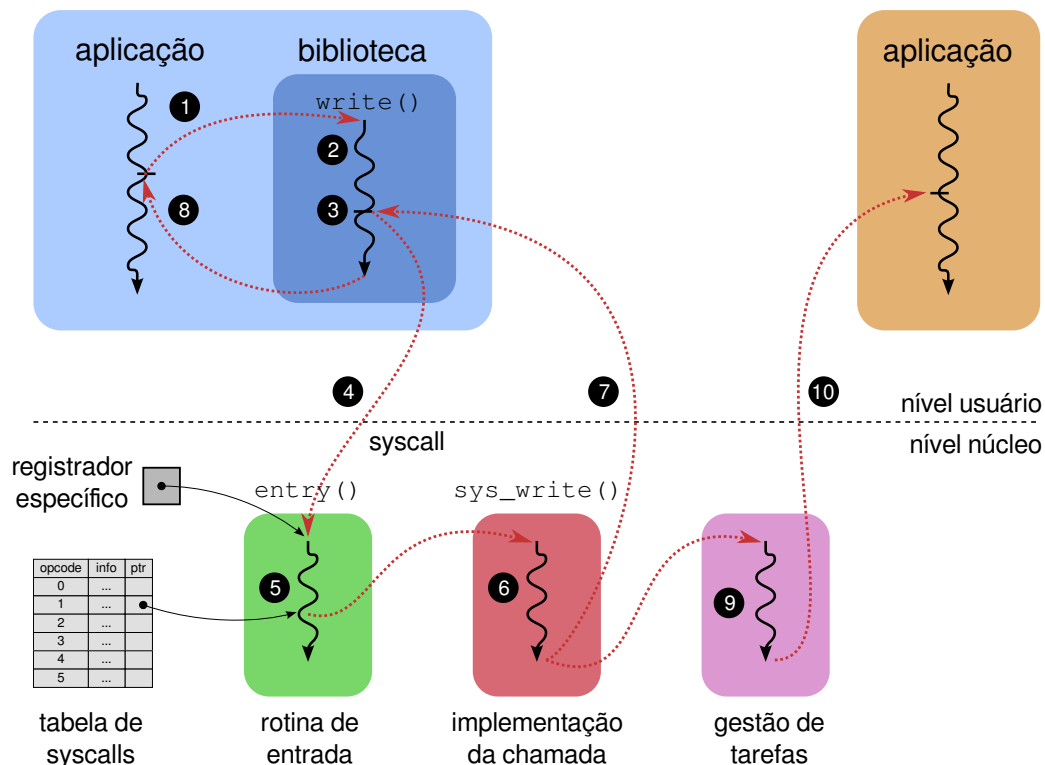 aplicação
biblioteca
aplicação
write()
1
2
3
8
4
7
10
nível usuário
syscall
nível núcleo
registrador
específico
entry()
sys_write()
opcode info ptr
0 ...
1 ...
2 ...
3 ...
4 ...
5 ...
5
6
9
tabela de
syscalls
rotina de
entrada
implementação
da chamada
gestão de
tarefas